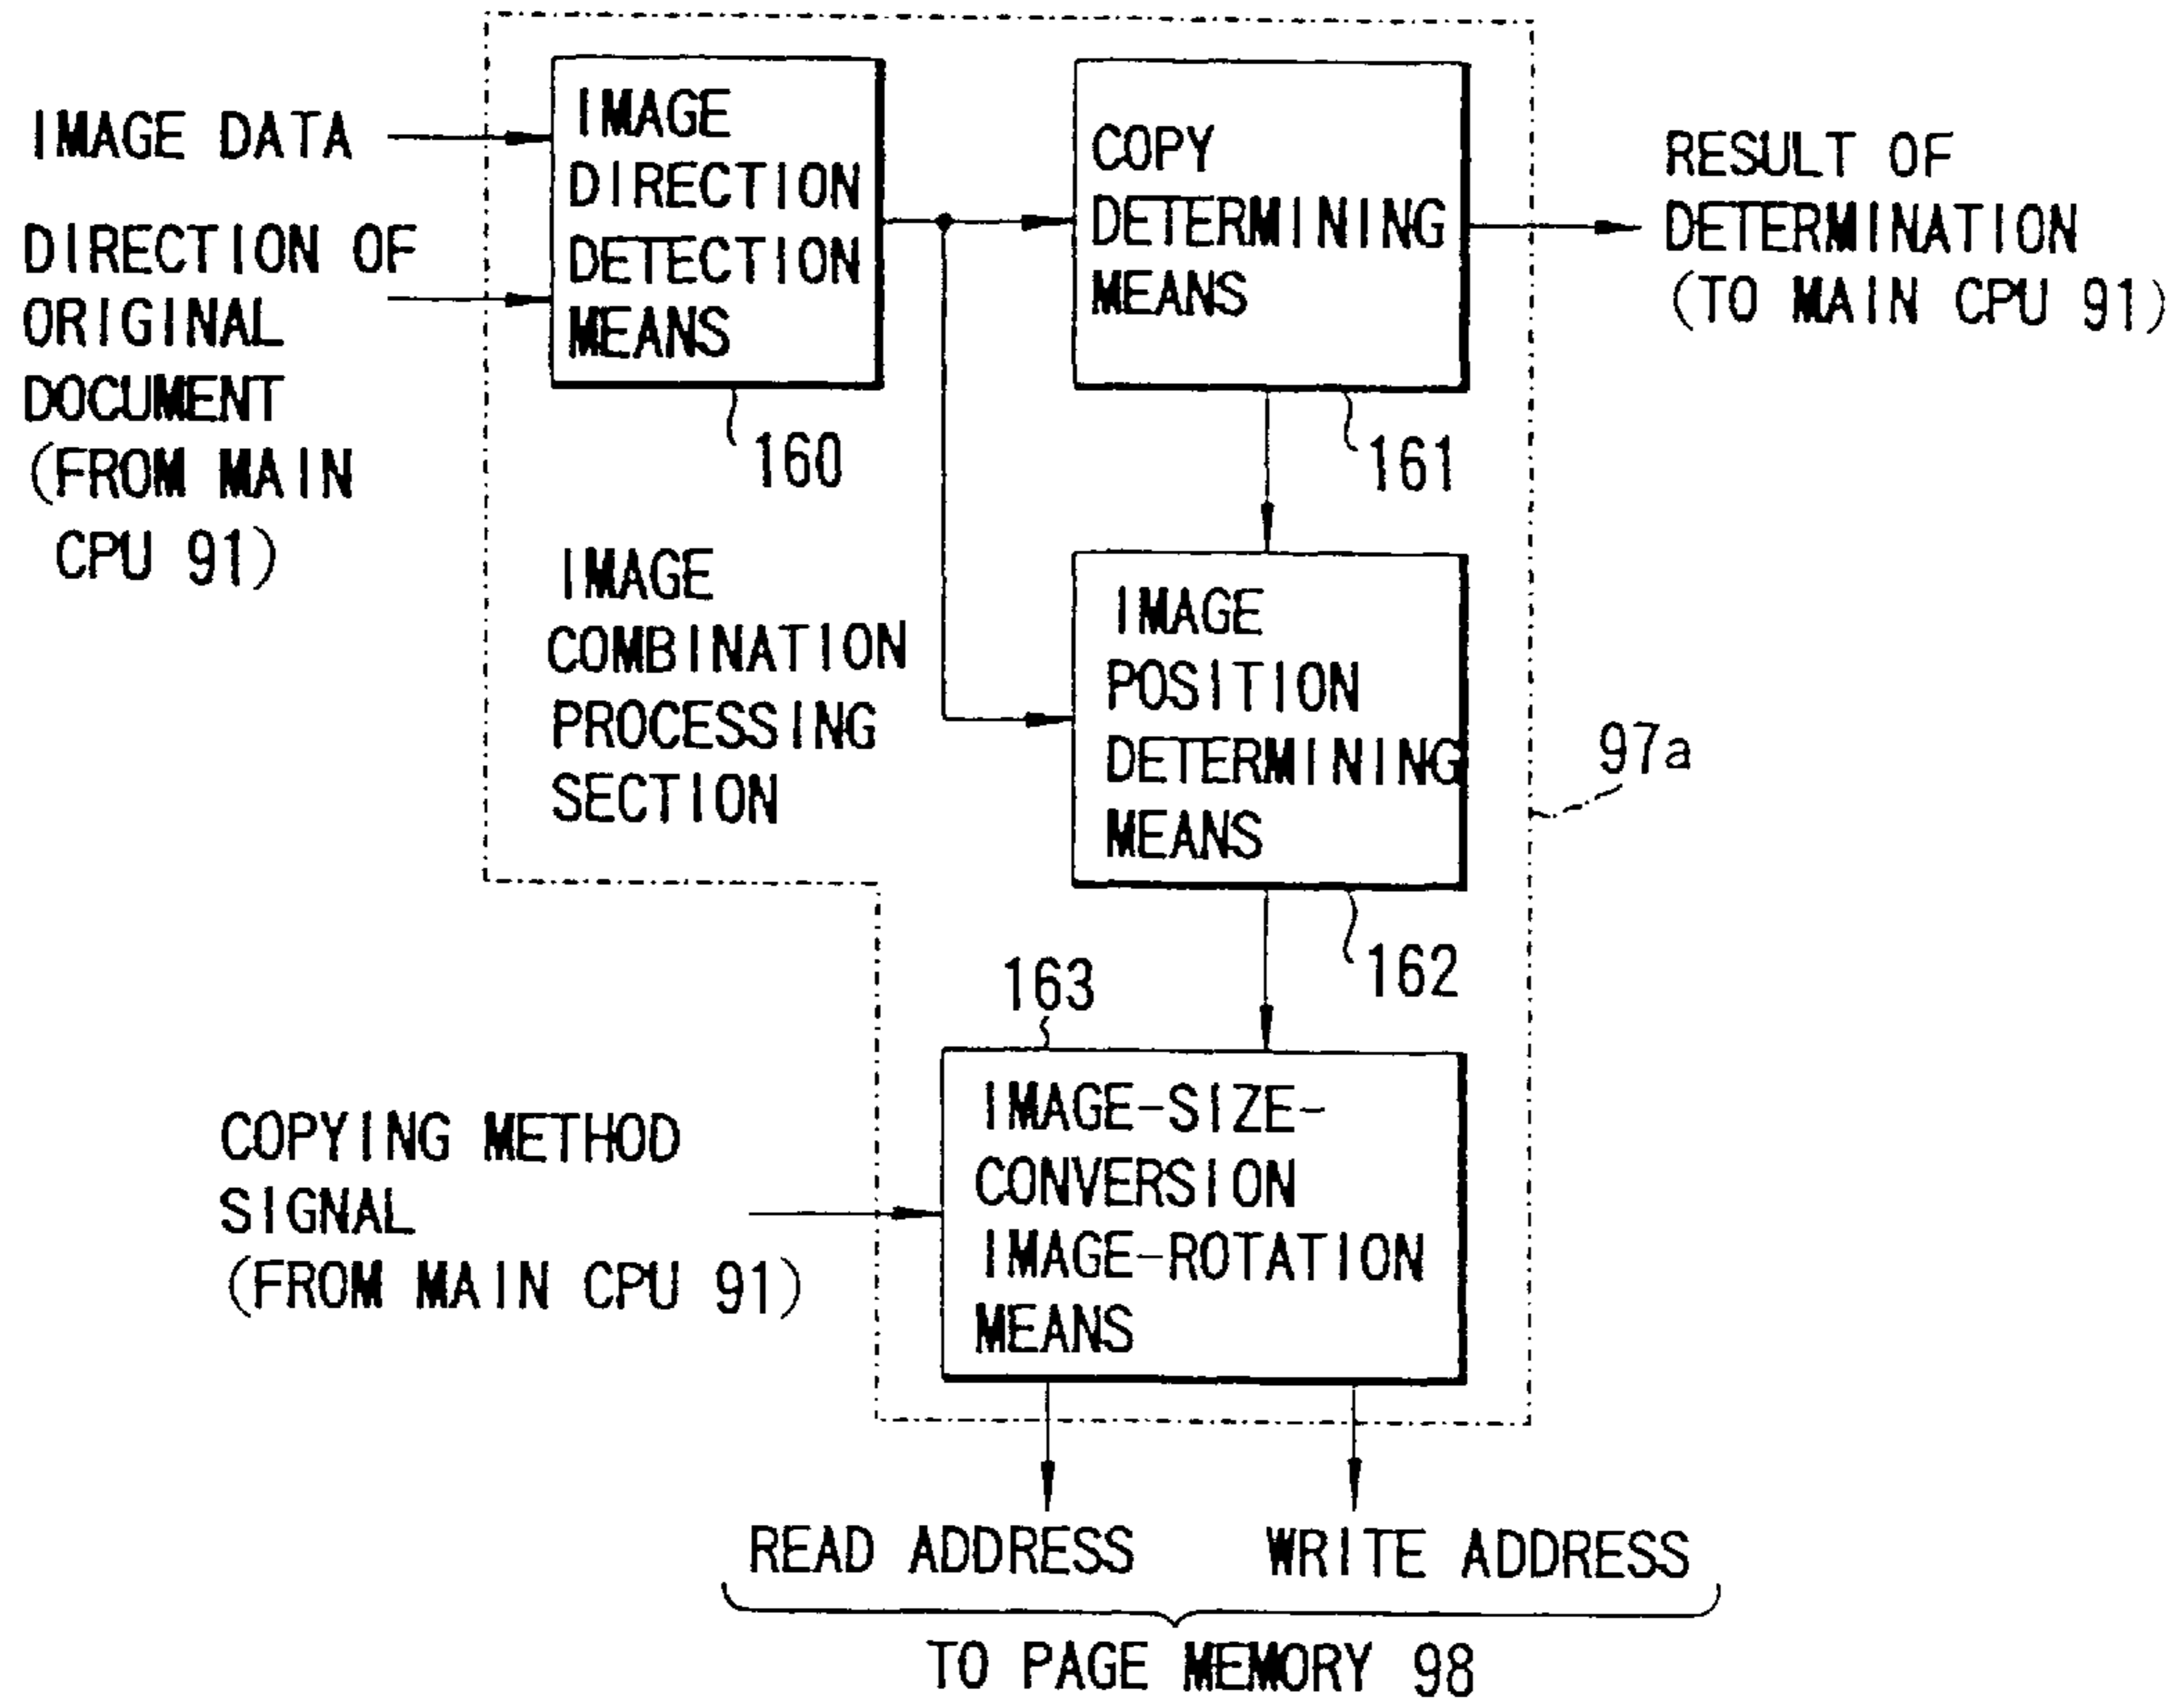 IMAGE DATA
DIRECTION OF
ORIGINAL
DOCUMENT
(FROM MAIN
CPU 91)
IMAGE
DIRECTION
DETECTION
MEANS
160
COPY
DETERMINING
MEANS
161
RESULT OF
DETERMINATION
(TO MAIN CPU 91)
IMAGE
COMBINATION
PROCESSING
SECTION
IMAGE
POSITION
DETERMINING
MEANS
162
97a
163
IMAGE-SIZE-
CONVERSION
IMAGE-ROTATION
MEANS
COPYING METHOD
SIGNAL
(FROM MAIN CPU 91)
READ ADDRESS
WRITE ADDRESS
TO PAGE MEMORY 98